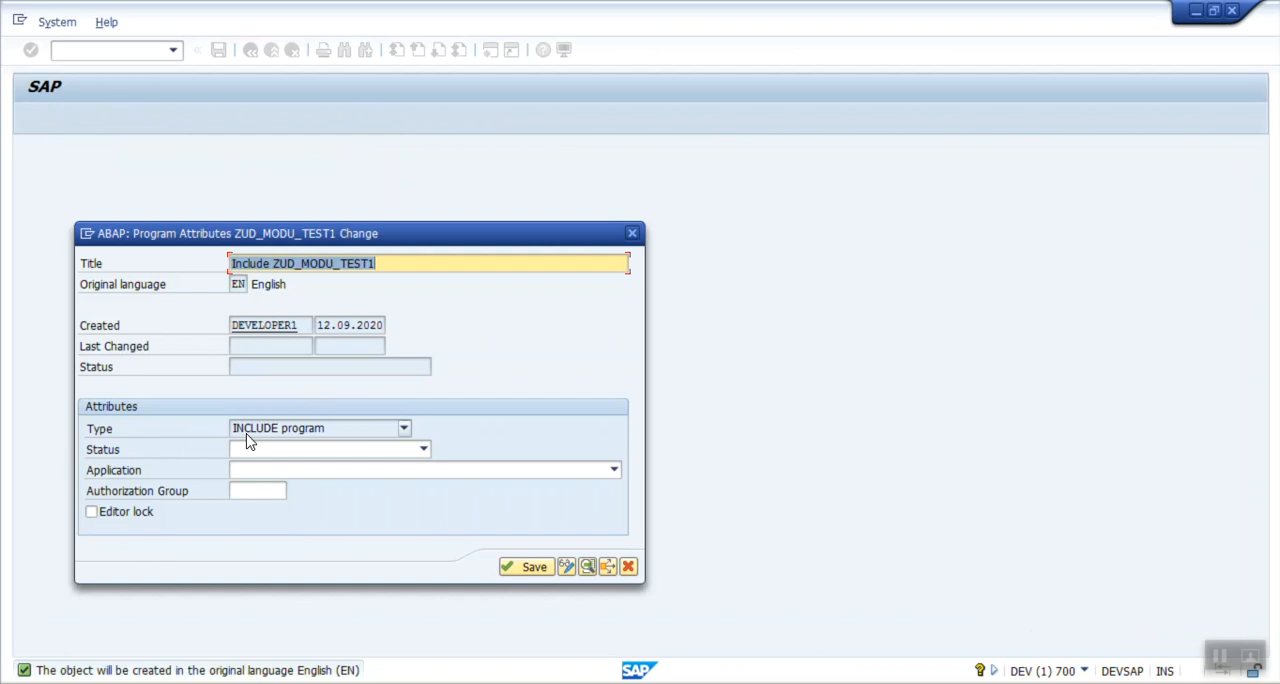 System Help
SAP
ABAP: Program Attributes ZUD_MODU_TEST1 Change
Title Include ZUD_MODU_TEST1
Original language EN English
Created DEVELOPER1 12.09.2020
Last Changed
Status
Attributes
Type INCLUDE program
Status
Application
Authorization Group
Editor lock
Save
The object will be created in the original language English (EN) SAP DEV (1) 700 DEVSAP INS